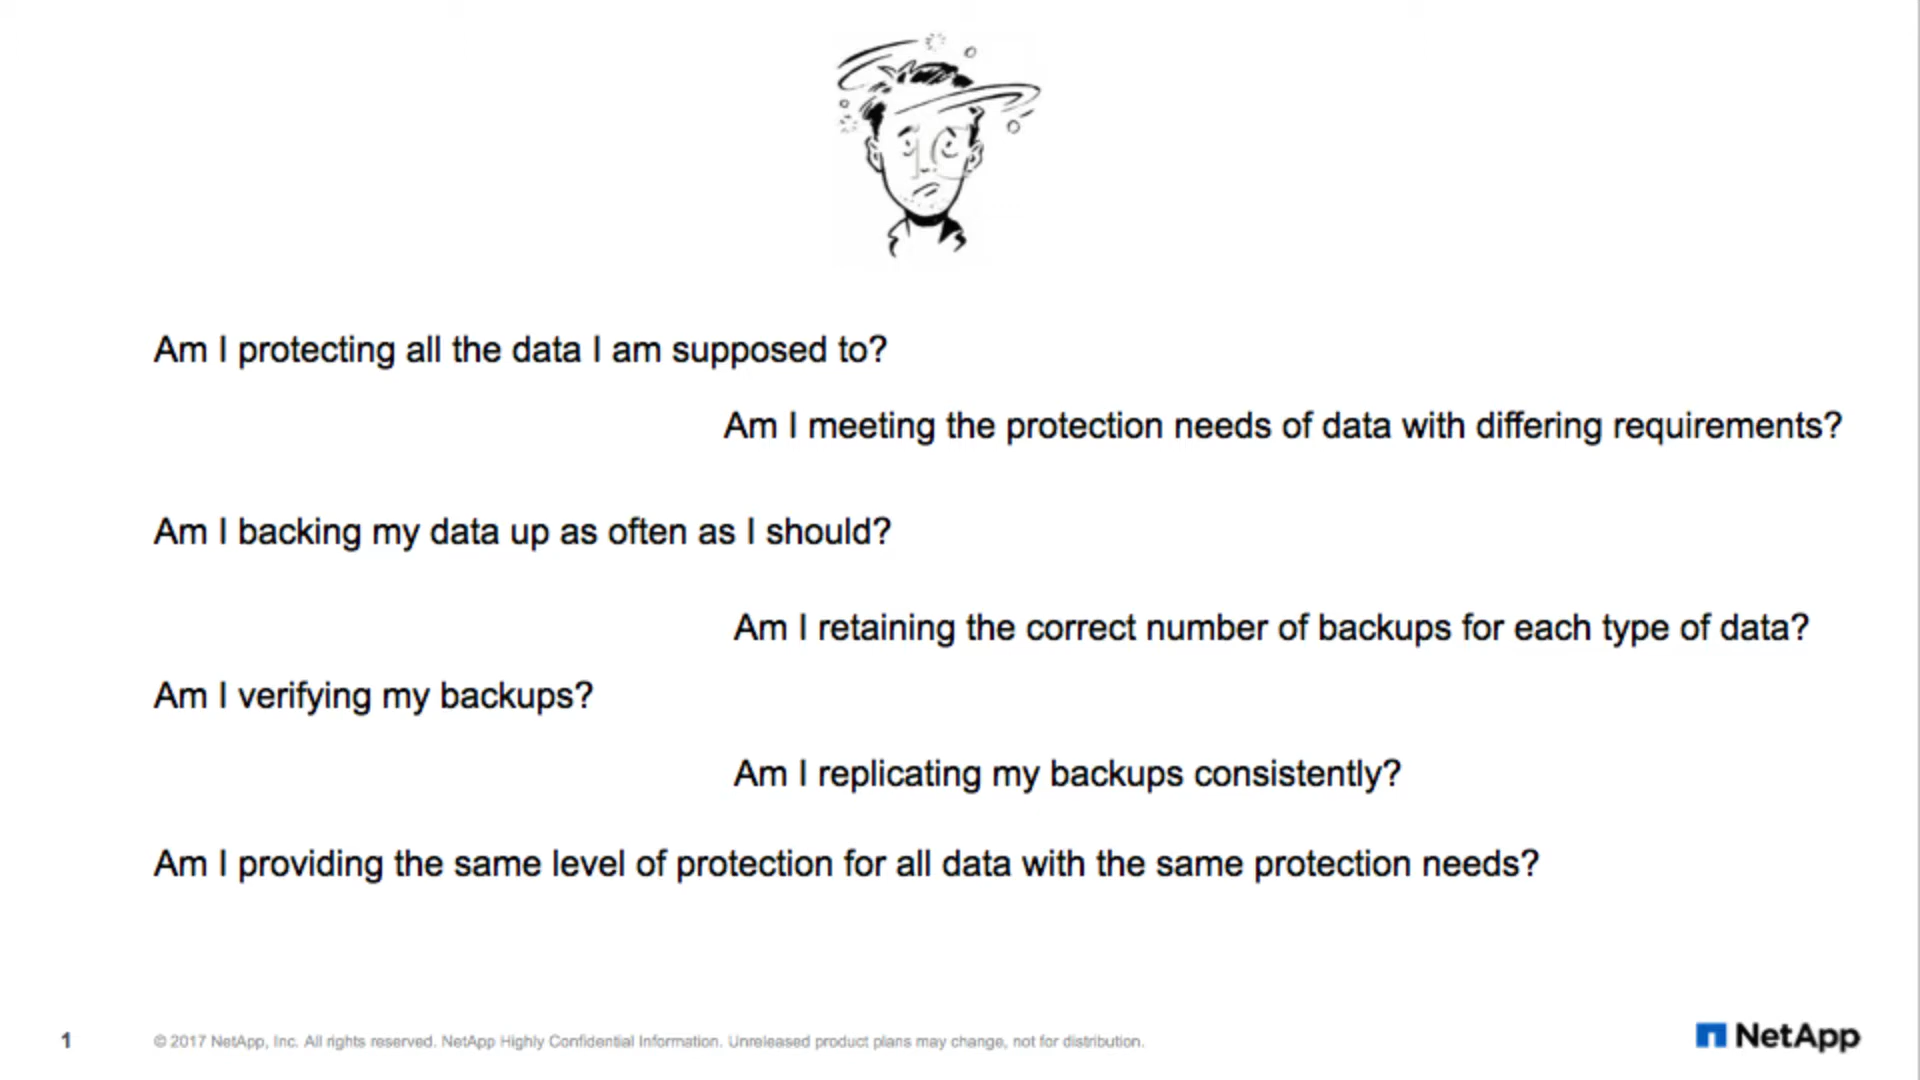 Am I protecting all the data I am supposed to?
Am I meeting the protection needs of data with differing requirements?
Am I backing my data up as often as I should?
Am I retaining the correct number of backups for each type of data?
Am I verifying my backups?
Am I replicating my backups consistently?
Am I providing the same level of protection for all data with the same protection needs?
1
© 2017 NetApp, Inc. All rights reserved. NetApp Highly Confidential Information. Unreleased product plans may change, not for distribution.
NetApp